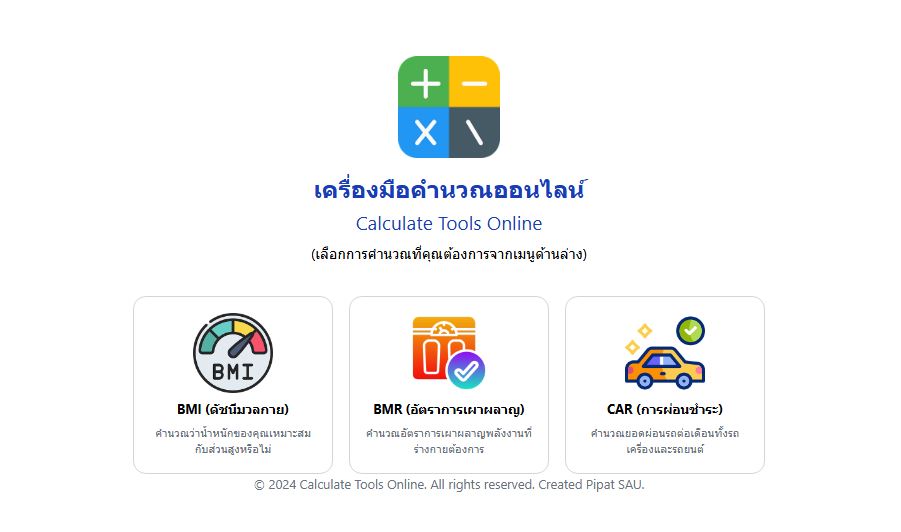 เครื่องมือคำนวณออนไลน์
Calculate Tools Online
(เลือกการคำนวณที่คุณต้องการจากเมนูด้านล่าง)
BMI
BMI (ดัชนีมวลกาย)
คำนวณว่าน้ำหนักของคุณเหมาะสม
กับส่วนสูงหรือไม่
BMR (อัตราการเผาผลาญ)
คำนวณอัตราการเผาผลาญพลังงานที่
ร่างกายต้องการ
CAR (การผ่อนชำระ)
คำนวณยอดผ่อนรถต่อเดือนทั้งรถ
เครื่องและรถยนต์
© 2024 Calculate Tools Online. All rights reserved. Created Pipat SAU.